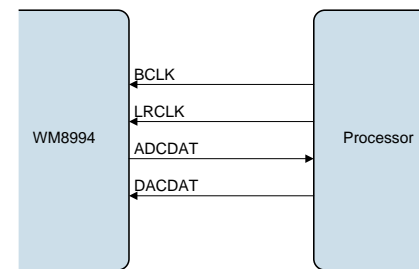 BCLK
LRCLK
WM8994
Processor
ADCDAT
DACDAT